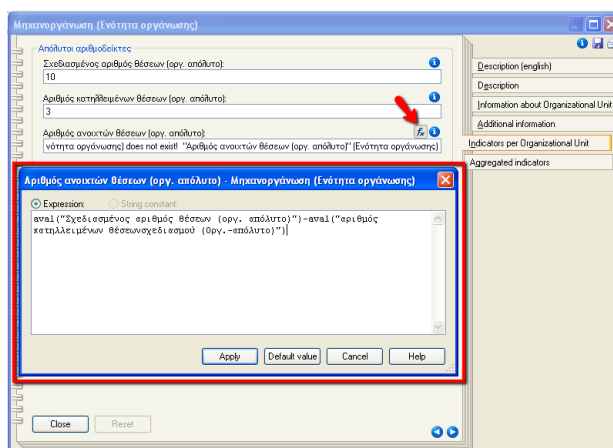 Μηχανοργάνωση (Ενότητα οργάνωσης)
Απόλυτοι αριθμοδείκτες
Σχεδιασμένος αριθμός θέσεων (οργ. απόλυτο):
10
Αριθμός κατηλλειμένων θέσεων (οργ. απόλυτο):
3
Αριθμός ανοιχτών θέσεων (οργ. απόλυτο):
νότητα οργάνωσης) does not exist! "Αριθμός ανοιχτών θέσεων (οργ. απόλυτο)" (Ενότητα οργάνωσης)
Description (english)
Description
Information about Organizational Unit
Additional information
Indicators per Organizational Unit
Aggregated indicators
Αριθμός ανοιχτών θέσεων (οργ. απόλυτο) - Μηχανοργάνωση (Ενότητα οργάνωσης)
Expression:
String constant:
aval("Σχεδιασμένος αριθμός θέσεων (οργ. απόλυτο)")-aval("αριθμός
κατηλλειμένων θέσεωνσχεδιασμού (Οργ.-απόλυτο)")
Apply
Default value
Cancel
Help
Close
Reset